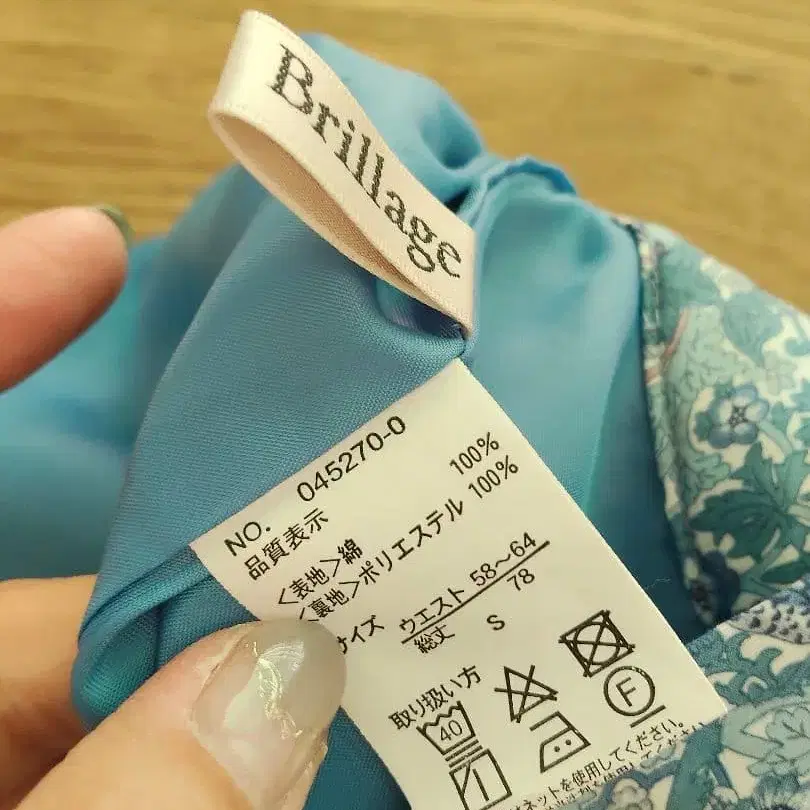 Brillage
NO. 045270-0
品質表示
<表地>綿 100%
<裏地>ポリエステル 100%
サイズ ウエスト 58〜64
総丈 S 78
取り扱い方
40
F
ネットを使用してください。